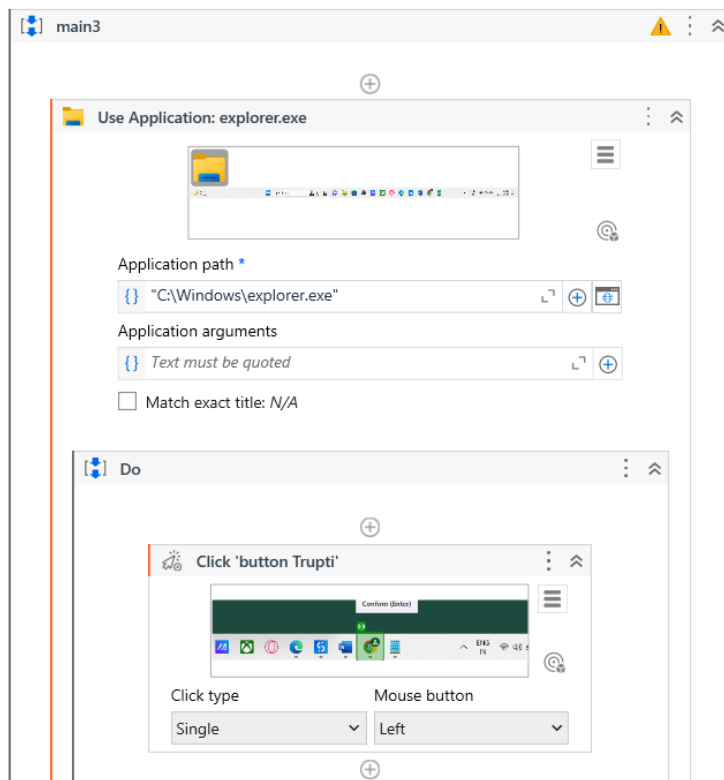 main3
Use Application: explorer.exe
Application path *
{} "C:\Windows\explorer.exe"
Application arguments
{} Text must be quoted
Match exact title: N/A
Do
Click 'button Trupti'
Confirm (Enter)
ENG
IN
Click type
Mouse button
Single
Left